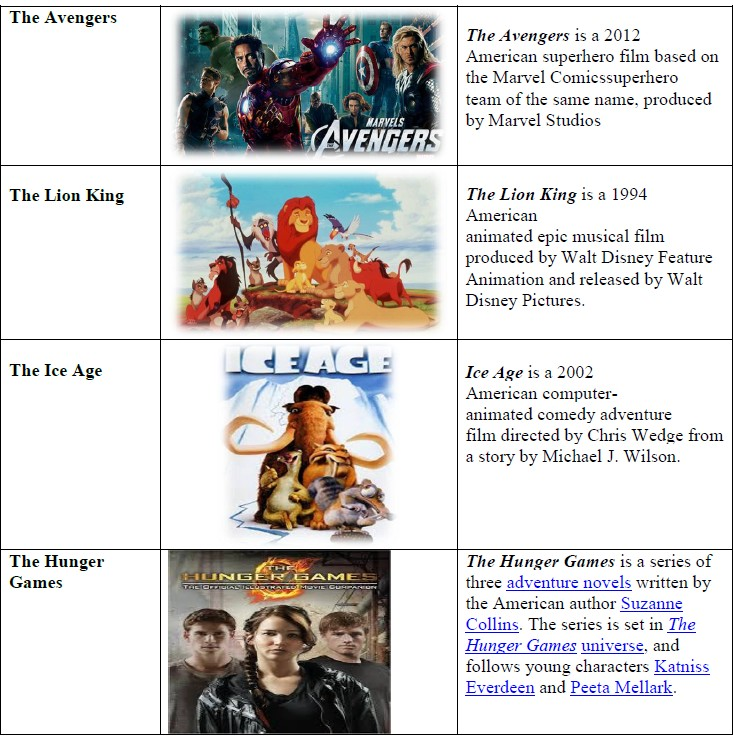 The Avengers
MARVEL'S
AVENGERS
The Avengers is a 2012
American superhero film based on
the Marvel Comicssuperhero
team of the same name, produced
by Marvel Studios
The Lion King
The Lion King is a 1994
American
animated epic musical film
produced by Walt Disney Feature
Animation and released by Walt
Disney Pictures.
The Ice Age
ICE AGE
Ice Age is a 2002
American computer-
animated comedy adventure
film directed by Chris Wedge from
a story by Michael J. Wilson.
The Hunger
Games
THE
HUNGER GAMES
THE OFFICIAL ILLUSTRATED MOVIE COMPANION
The Hunger Games is a series of
three adventure novels written by
the American author Suzanne
Collins. The series is set in The
Hunger Games universe, and
follows young characters Katniss
Everdeen and Peeta Mellark.